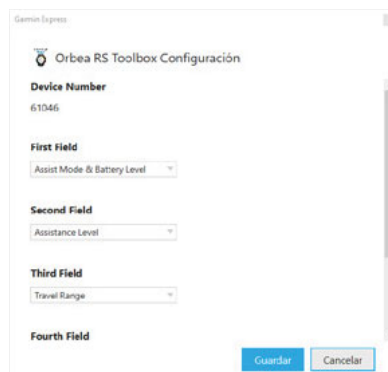 Garmin Express
Orbea RS Toolbox Configuración
Device Number
61046
First Field
Assist Mode & Battery Level
Second Field
Assistance Level
Third Field
Travel Range
Fourth Field
Guardar Cancelar